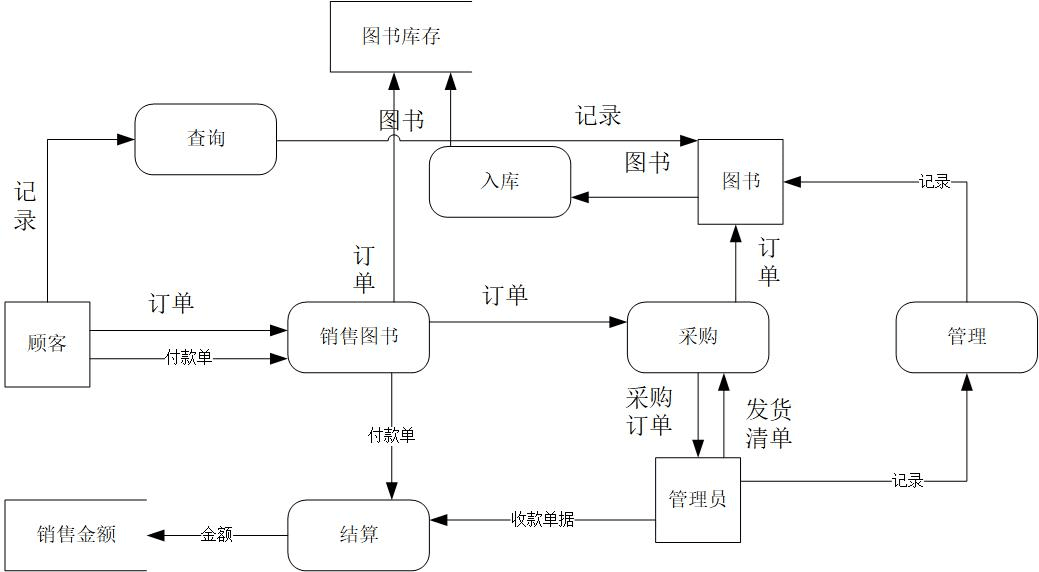 图书库存
图书
记录
查询
图书
入库
图书
记录
记
录
订
单
订
单
订单
订单
顾客
付款单
销售图书
采购
管理
采购
订单
发货
清单
付款单
记录
管理员
收款单据
销售金额
金额
结算